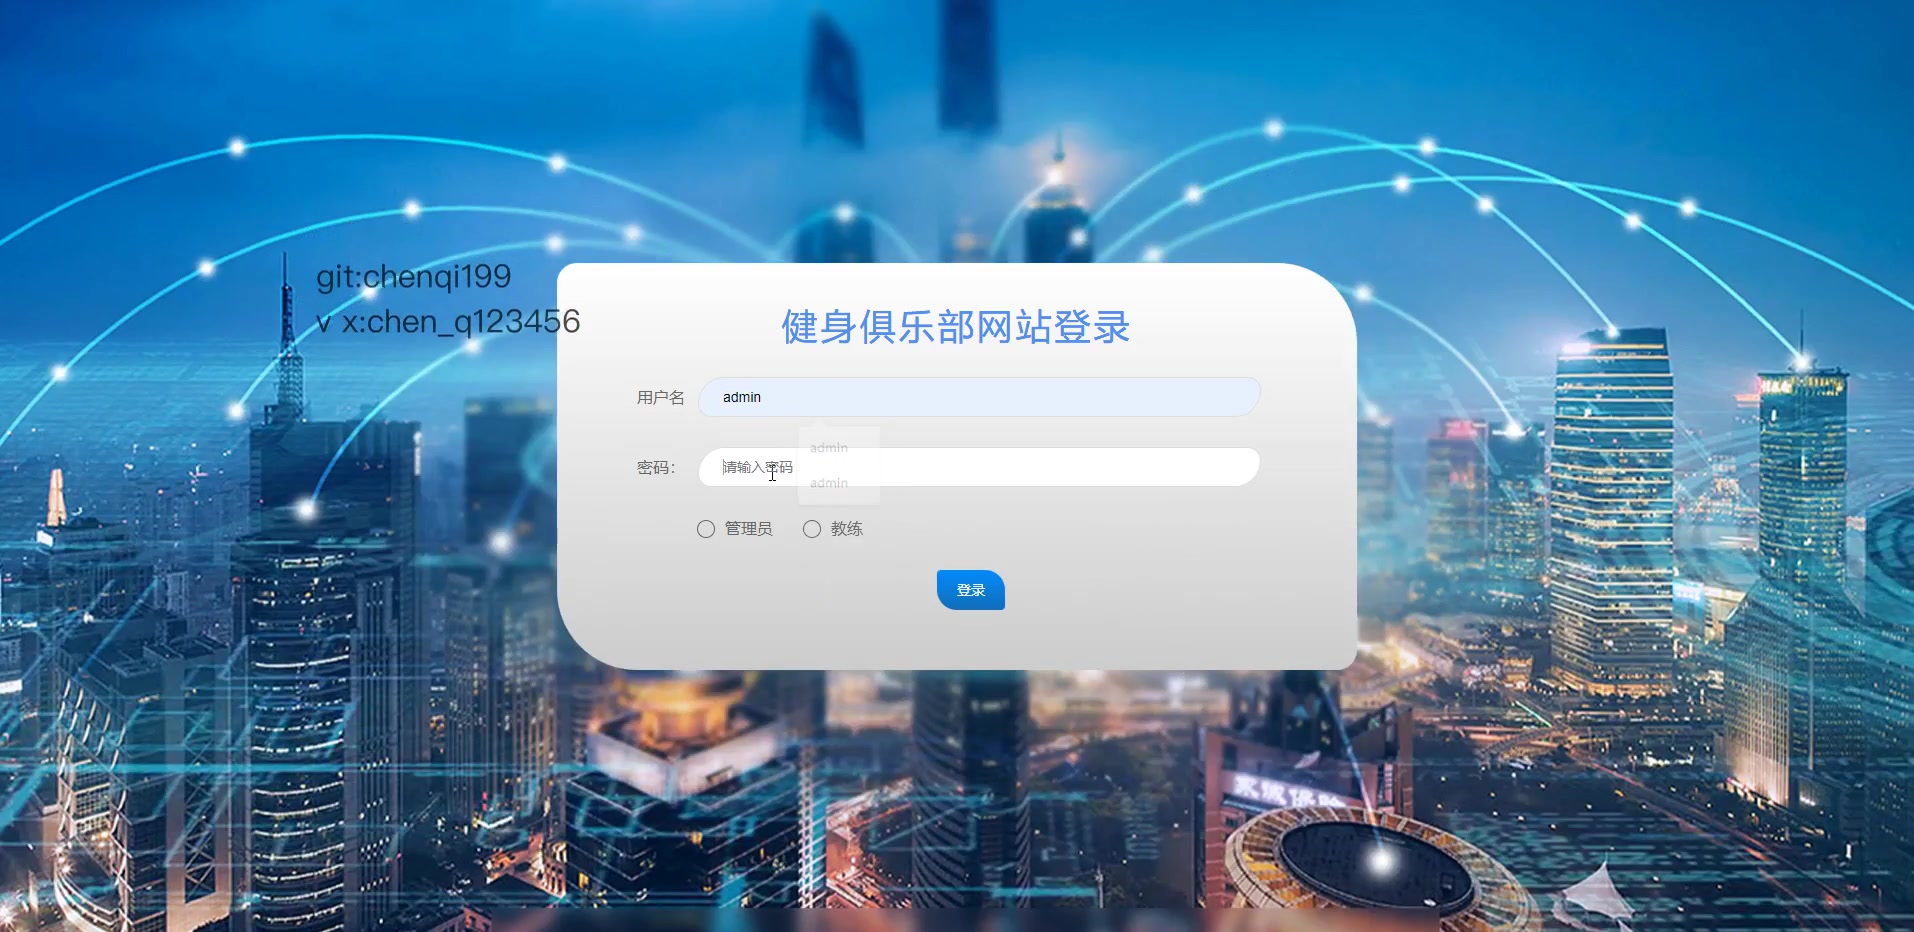 git:chenqi199
v x:chen_q123456
健身俱乐部网站登录
用户名
admin
admin
密码：
请输入密码
admin
管理员
教练
登录